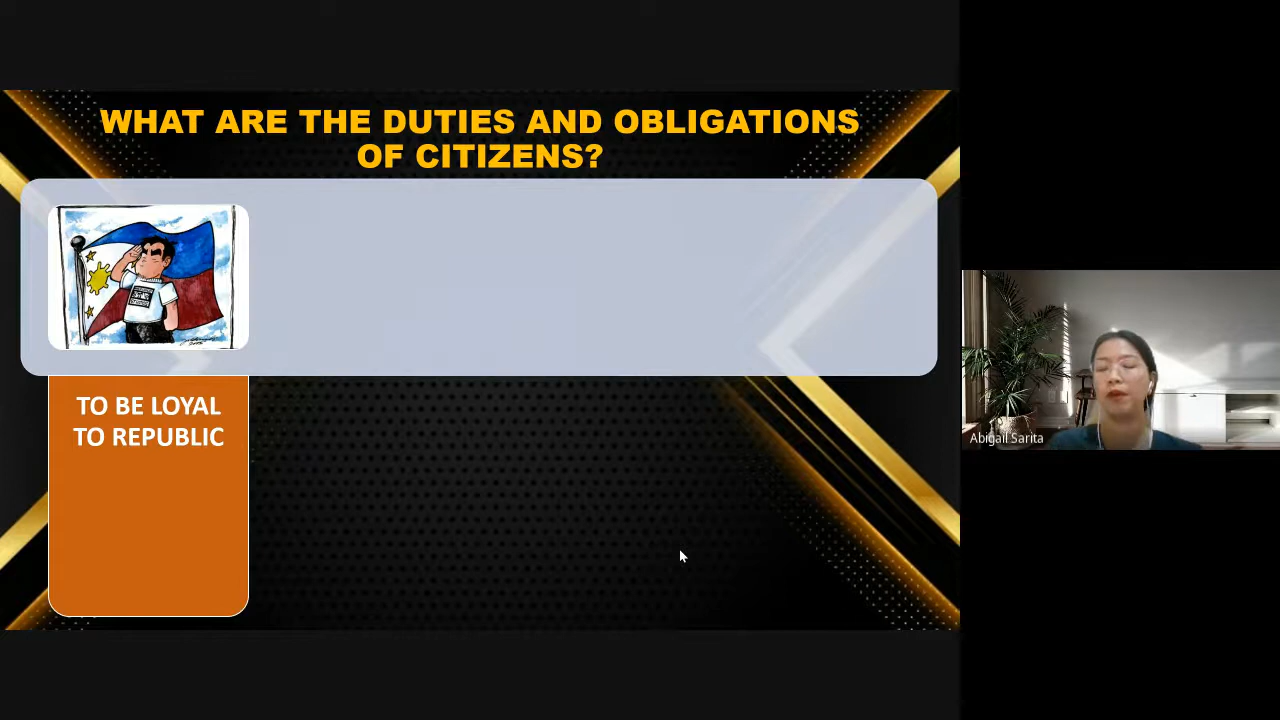 WHAT ARE THE DUTIES AND OBLIGATIONS
OF CITIZENS?
TO BE LOYAL
TO REPUBLIC
Abigail Sarita